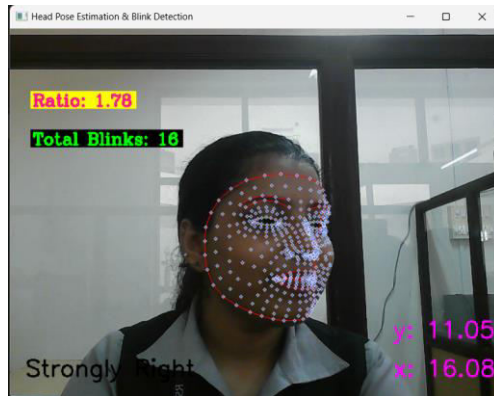 Head Pose Estimation & Blink Detection
Ratio: 1.78
Total Blinks: 16
y: 11.05
Strongly Right
x: 16.08